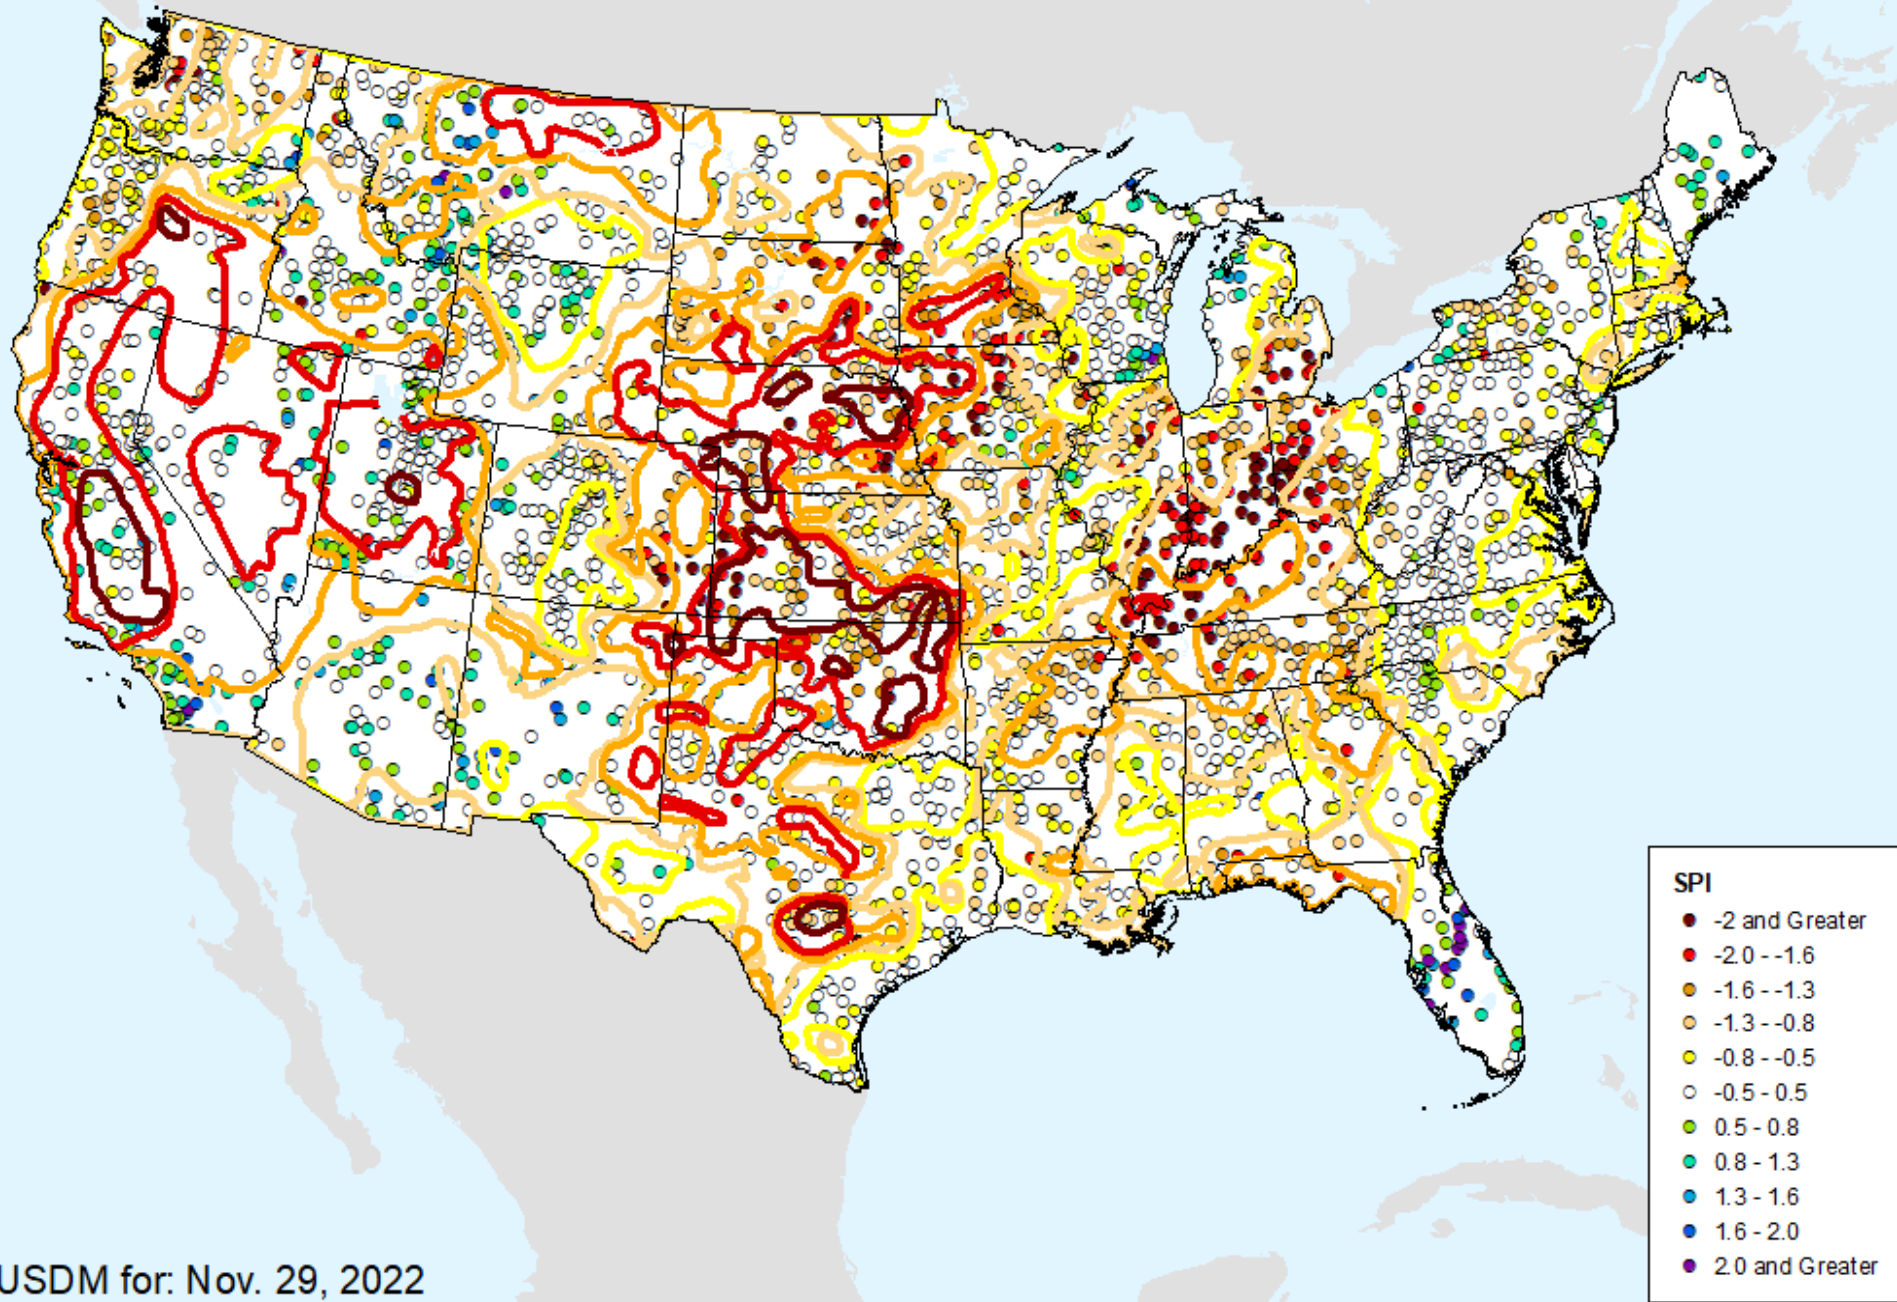 SPI
-2 and Greater
-2.0 - -1.6
-1.6 - -1.3
-1.3 - -0.8
-0.8 - -0.5
-0.5 - 0.5
0.5 - 0.8
0.8 - 1.3
1.3 - 1.6
1.6 - 2.0
2.0 and Greater
USDM for: Nov. 29, 2022